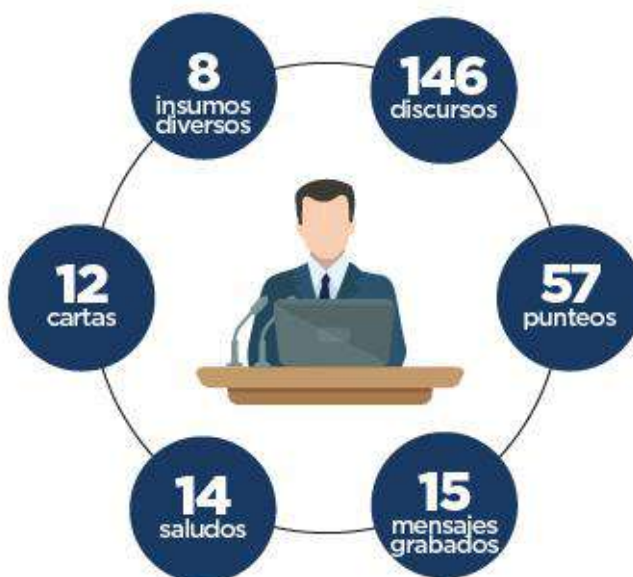 8
insumos
diversos
146
discursos
12
cartas
57
punteos
14
saludos
15
mensajes
grabados